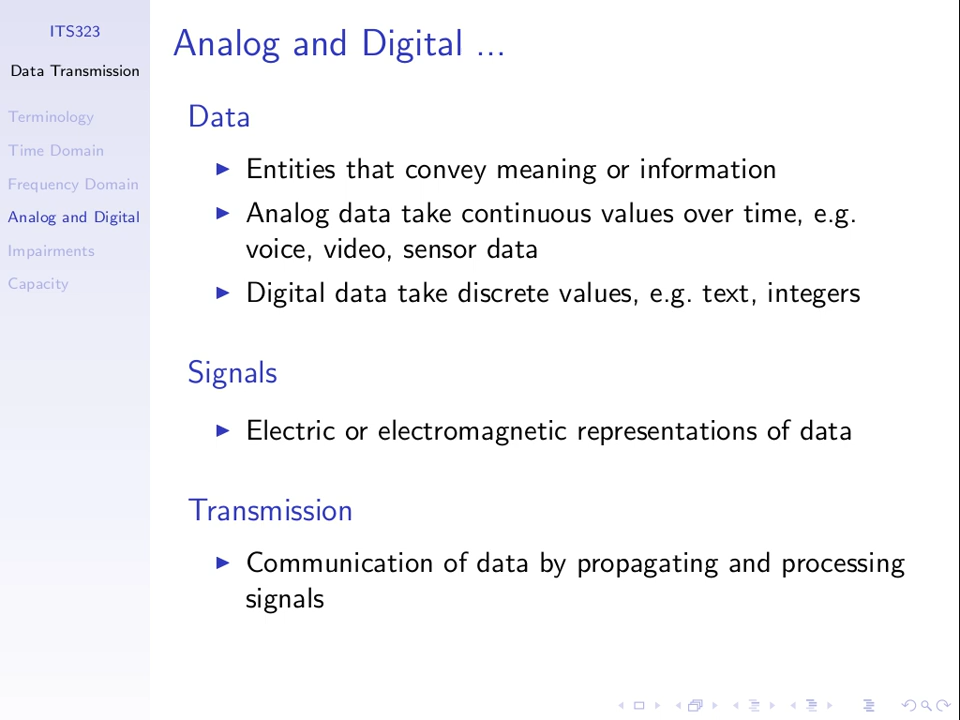 ITS323
Data Transmission
Terminology
Time Domain
Frequency Domain
Analog and Digital
Impairments
Capacity
Analog and Digital ...
Data
Entities that convey meaning or information
Analog data take continuous values over time, e.g.
voice, video, sensor data
Digital data take discrete values, e.g. text, integers
Signals
Electric or electromagnetic representations of data
Transmission
Communication of data by propagating and processing
signals